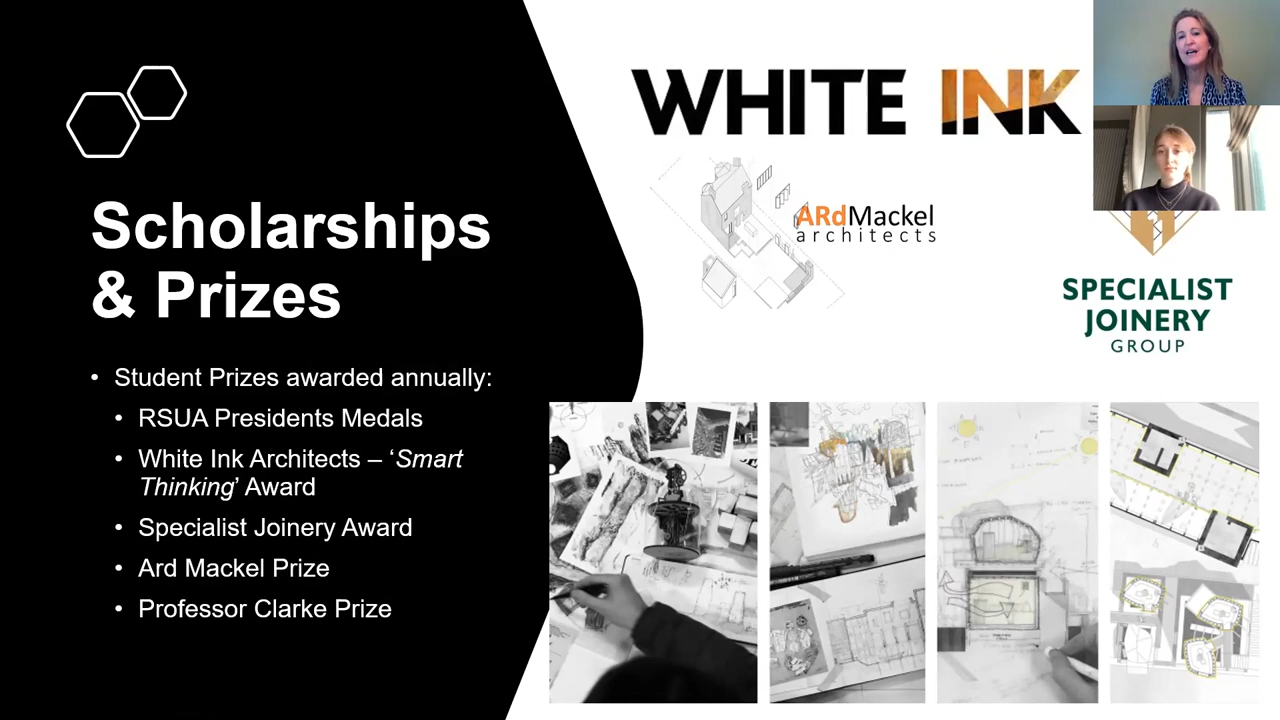 Scholarships
& Prizes
• Student Prizes awarded annually:
• RSUA Presidents Medals
• White Ink Architects – ‘Smart
Thinking’ Award
• Specialist Joinery Award
• Ard Mackel Prize
• Professor Clarke Prize
WHITE INK
ARdMackel
architects
SPECIALIST
JOINERY
GROUP